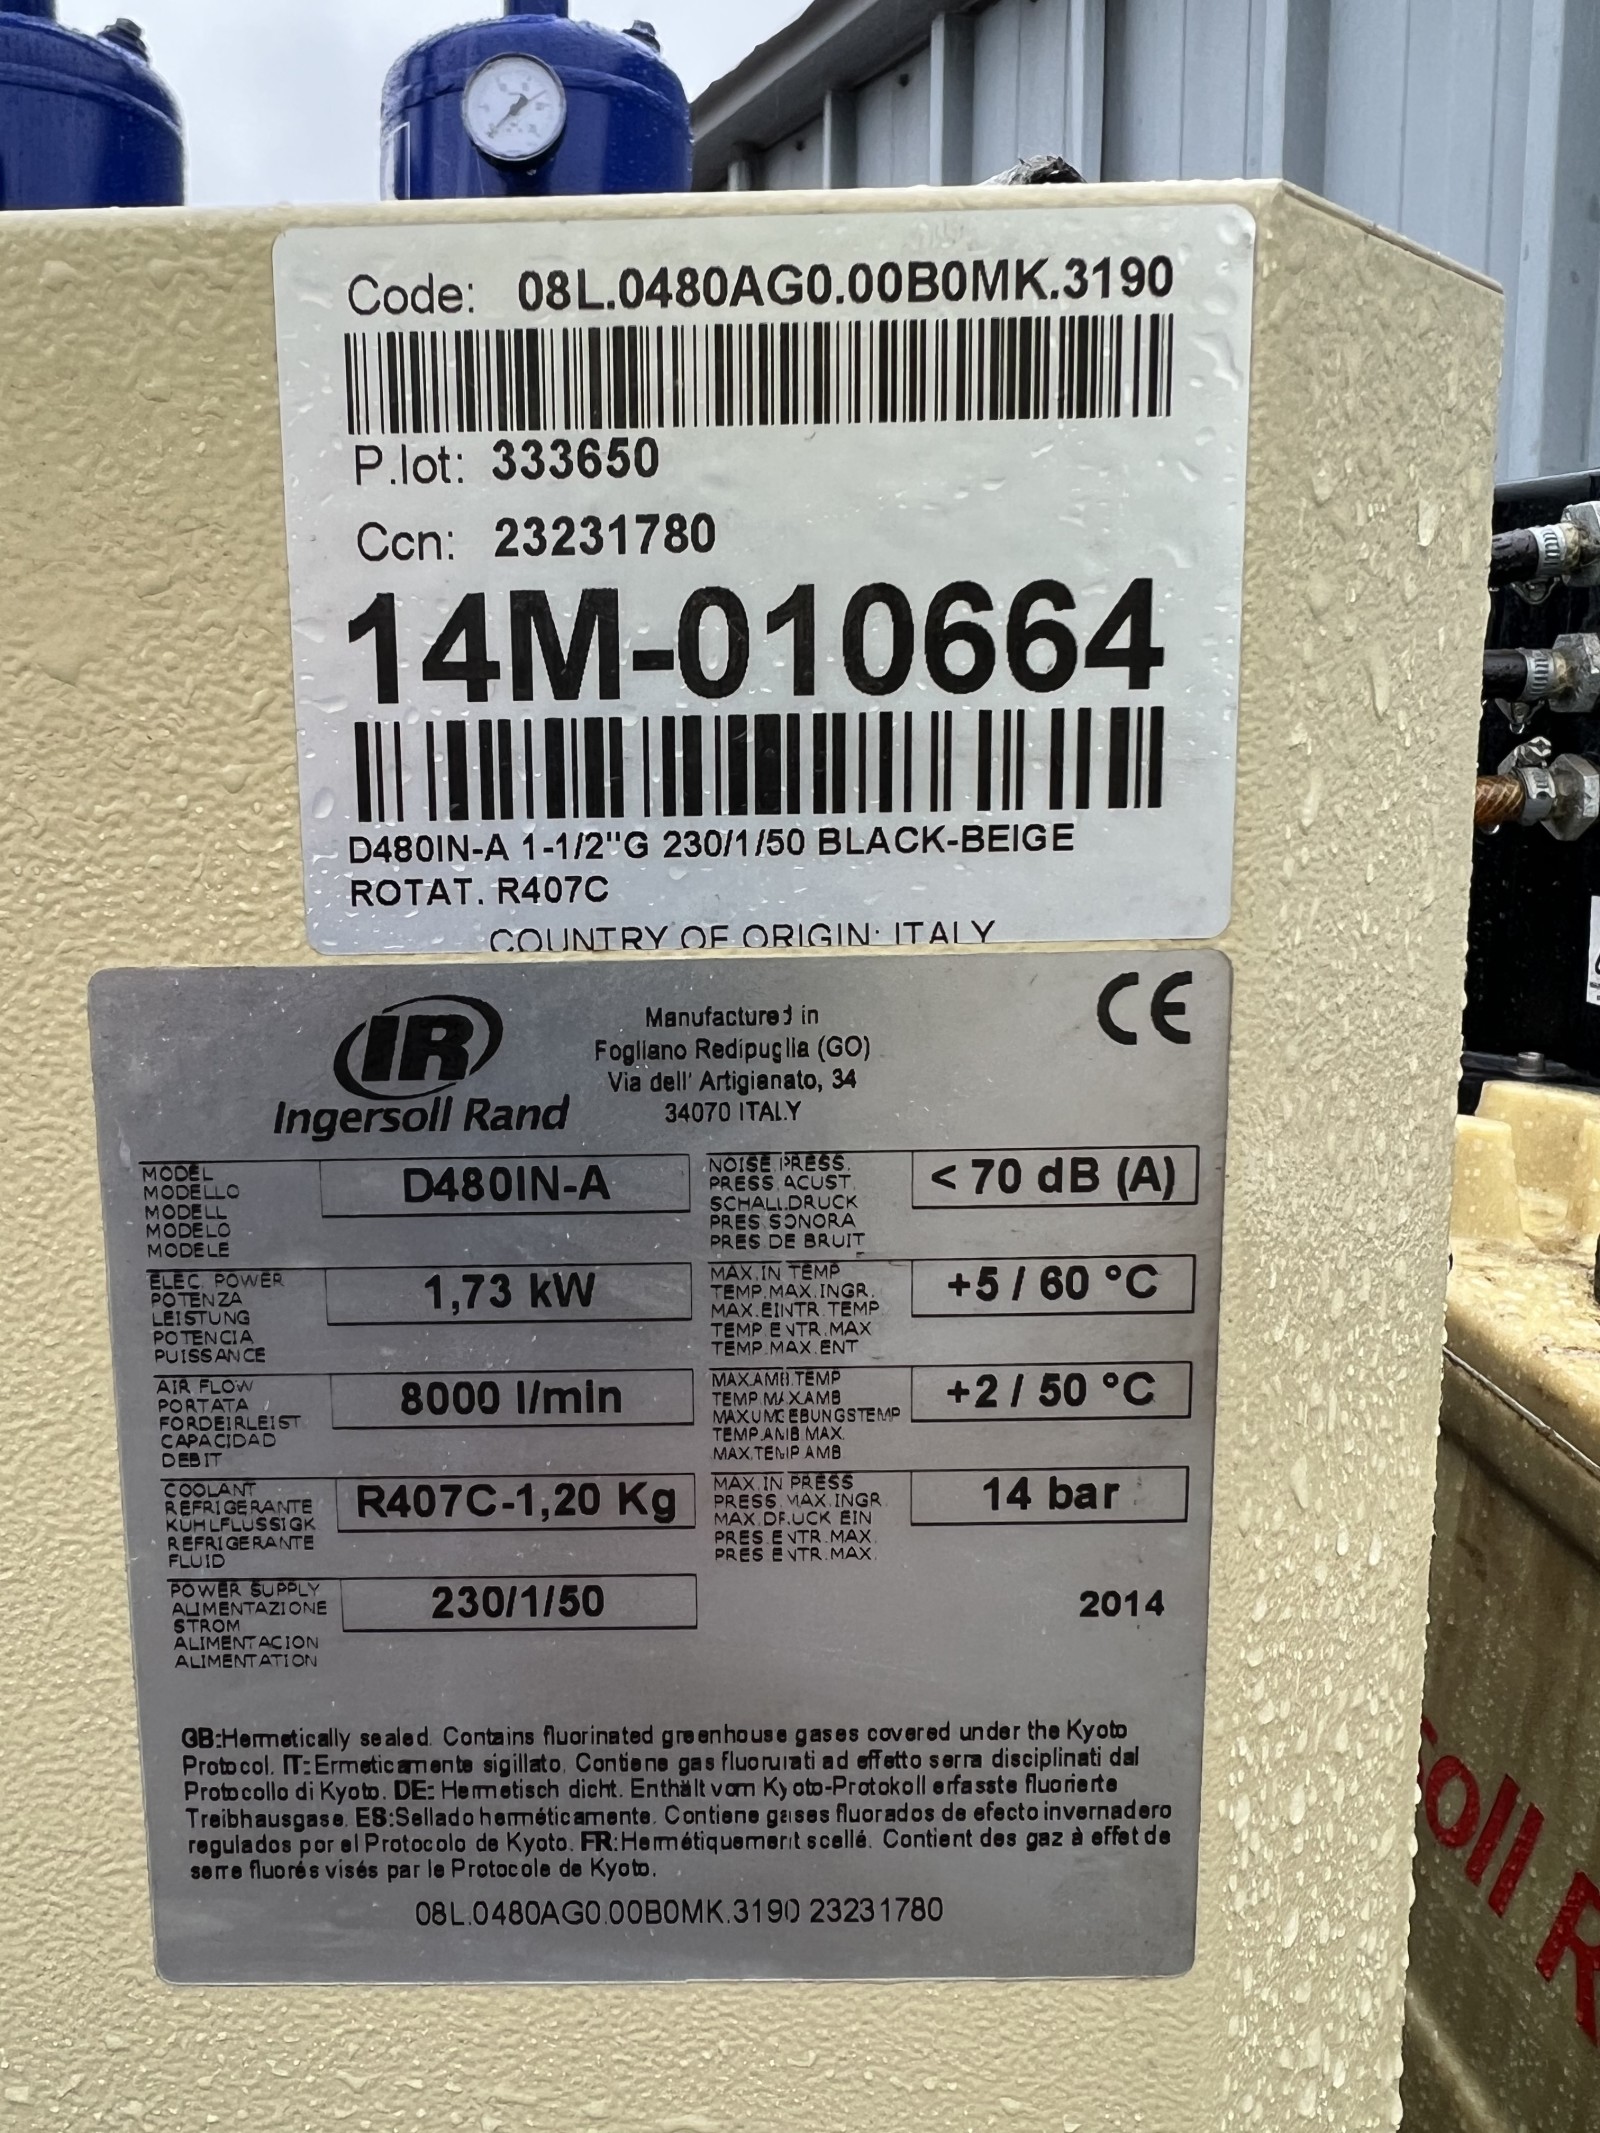 Code: 08L.0480AG0.00B0MK.3190
P.lot: 333650
Ccn: 23231780
14M-010664
D480IN-A 1-1/2"G 230/1/50 BLACK-BEIGE
ROTAT. R407C
COUNTRY OF ORIGIN: ITALY
IR
Ingersoll Rand
Manufactured in
Fogliano Redipuglia (GO)
Via dell' Artigianato, 34
34070 ITALY
CE
MODEL
MODELLO
MODELL
MODELO
MODELE
D480IN-A
NOISE PRESS.
PRESS. ACUST.
SCHALLDRUCK
PRES SONORA
PRES DE BRUIT
< 70 dB (A)
ELEC. POWER
POTENZA
LEISTUNG
POTENCIA
PUISSANCE
1,73 kW
MAX.IN TEMP
TEMP.MAX.INGR.
MAX.EINTR.TEMP.
TEMP.ENTR.MAX
TEMP.MAX.ENT
+5 / 60 °C
AIR FLOW
PORTATA
FORDEIRLEIST
CAPACIDAD
DEBIT
8000 l/min
MAX.AMB.TEMP
TEMP.MAX.AMB
MAXUMGEBUNGSTEMP
TEMP.AMB MAX.
MAX.TEMP AMB
+2 / 50 °C
COOLANT
REFRIGERANTE
KUHLFLUSSIGK
REFRIGERANTE
FLUID
R407C-1,20 Kg
MAX.IN PRESS
PRESS.MAX.INGR.
MAX.DRUCK EIN
PRES ENTR.MAX.
PRES ENTR.MAX.
14 bar
POWER SUPPLY
ALIMENTAZIONE
STROM
ALIMENTACION
ALIMENTATION
230/1/50
2014
GB:Hermetically sealed. Contains fluorinated greenhouse gases covered under the Kyoto
Protocol. IT:Ermeticamente sigillato. Contiene gas fluorurati ad effetto serra disciplinati dal
Protocollo di Kyoto. DE: Hermetisch dicht. Enthält vom Kyoto-Protokoll erfasste fluorierte
Treibhausgase. ES:Sellado herméticamente. Contiene gases fluorados de efecto invernadero
regulados por el Protocolo de Kyoto. FR:Hermétiquement scellé. Contient des gaz à effet de
serre fluorés visés par le Protocole de Kyoto.
08L.0480AG0.00B0MK.3190 23231780
oll R